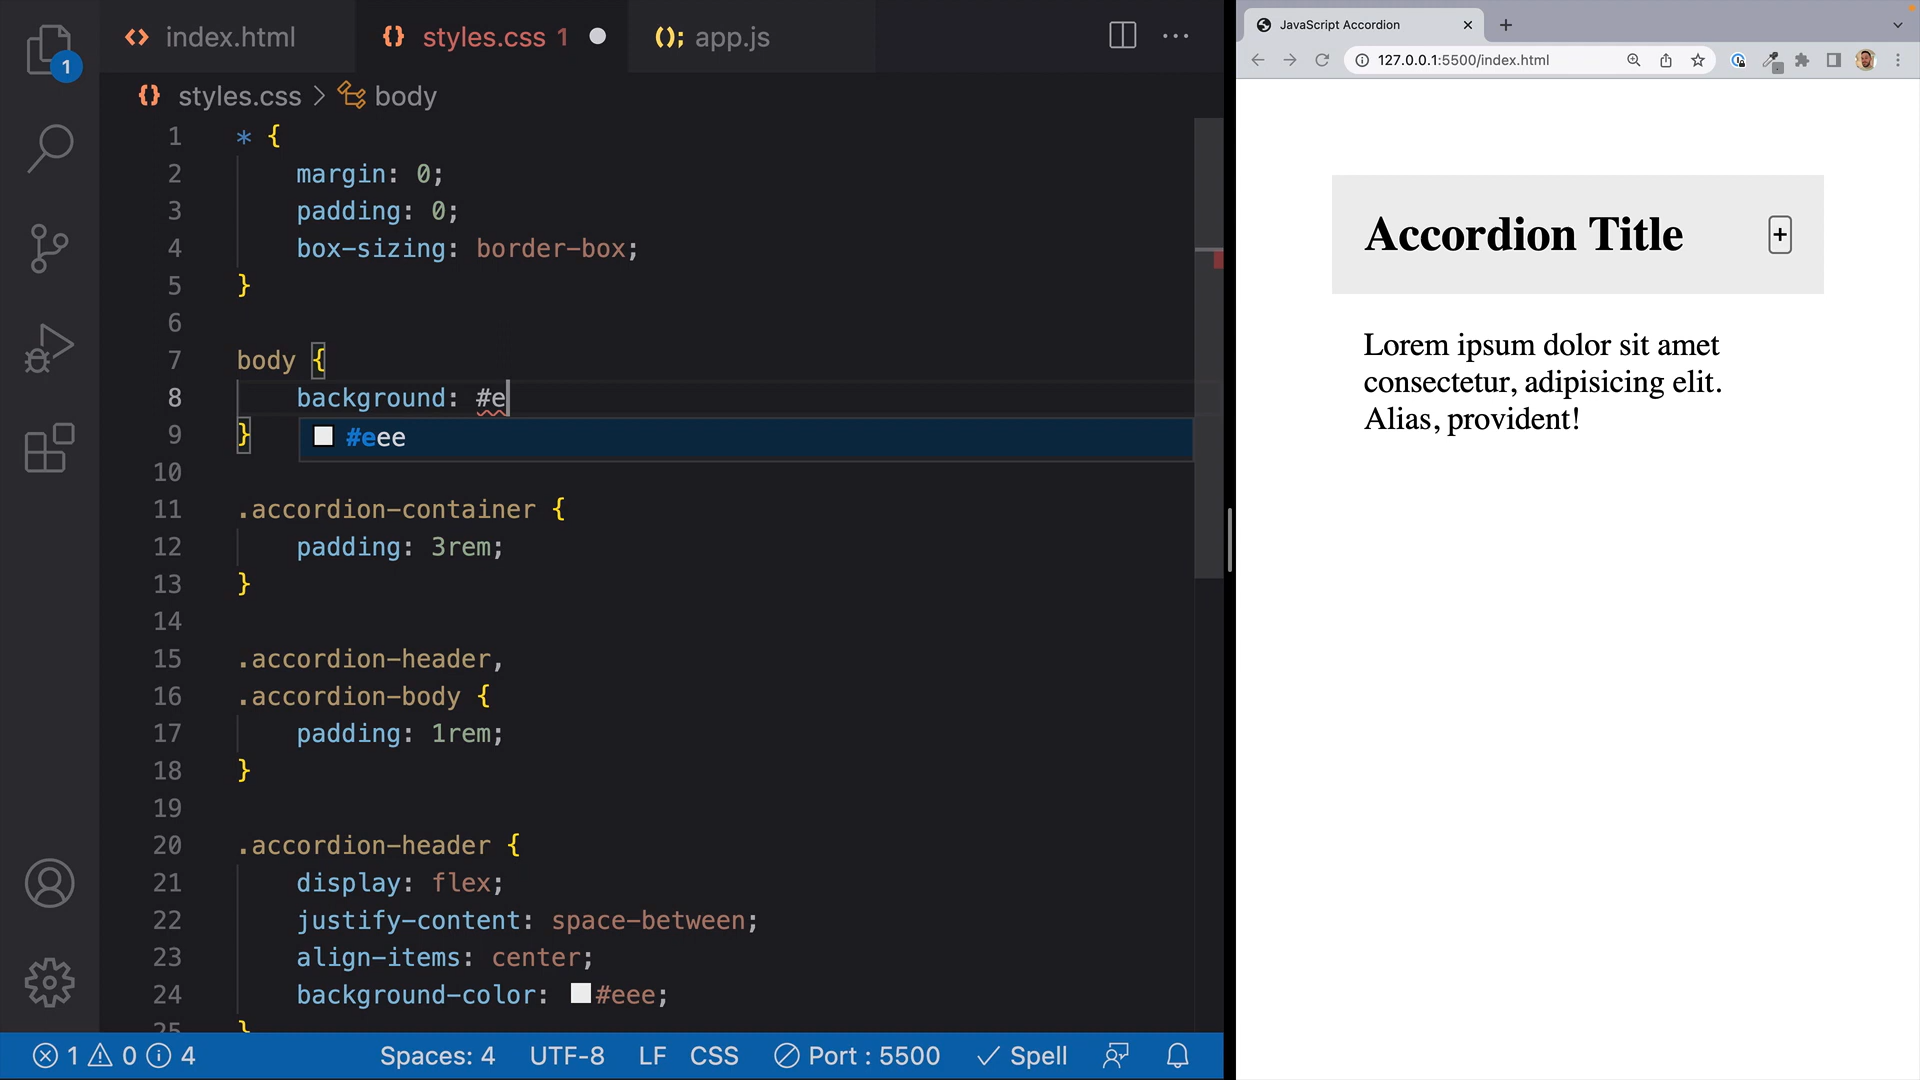 index.html
styles.css 1
app.js
styles.css > body
1
1 * {
2 margin: 0;
3 padding: 0;
4 box-sizing: border-box;
5 }
6
7 body {
8 background: #e
9 }
#eee
10
11 .accordion-container {
12 padding: 3rem;
13 }
14
15 .accordion-header,
16 .accordion-body {
17 padding: 1rem;
18 }
19
20 .accordion-header {
21 display: flex;
22 justify-content: space-between;
23 align-items: center;
24 background-color: #eee;
25 }
1 0 4 Spaces: 4 UTF-8 LF CSS Port : 5500 Spell
JavaScript Accordion
127.0.0.1:5500/index.html
Accordion Title +
Lorem ipsum dolor sit amet
consectetur, adipisicing elit.
Alias, provident!